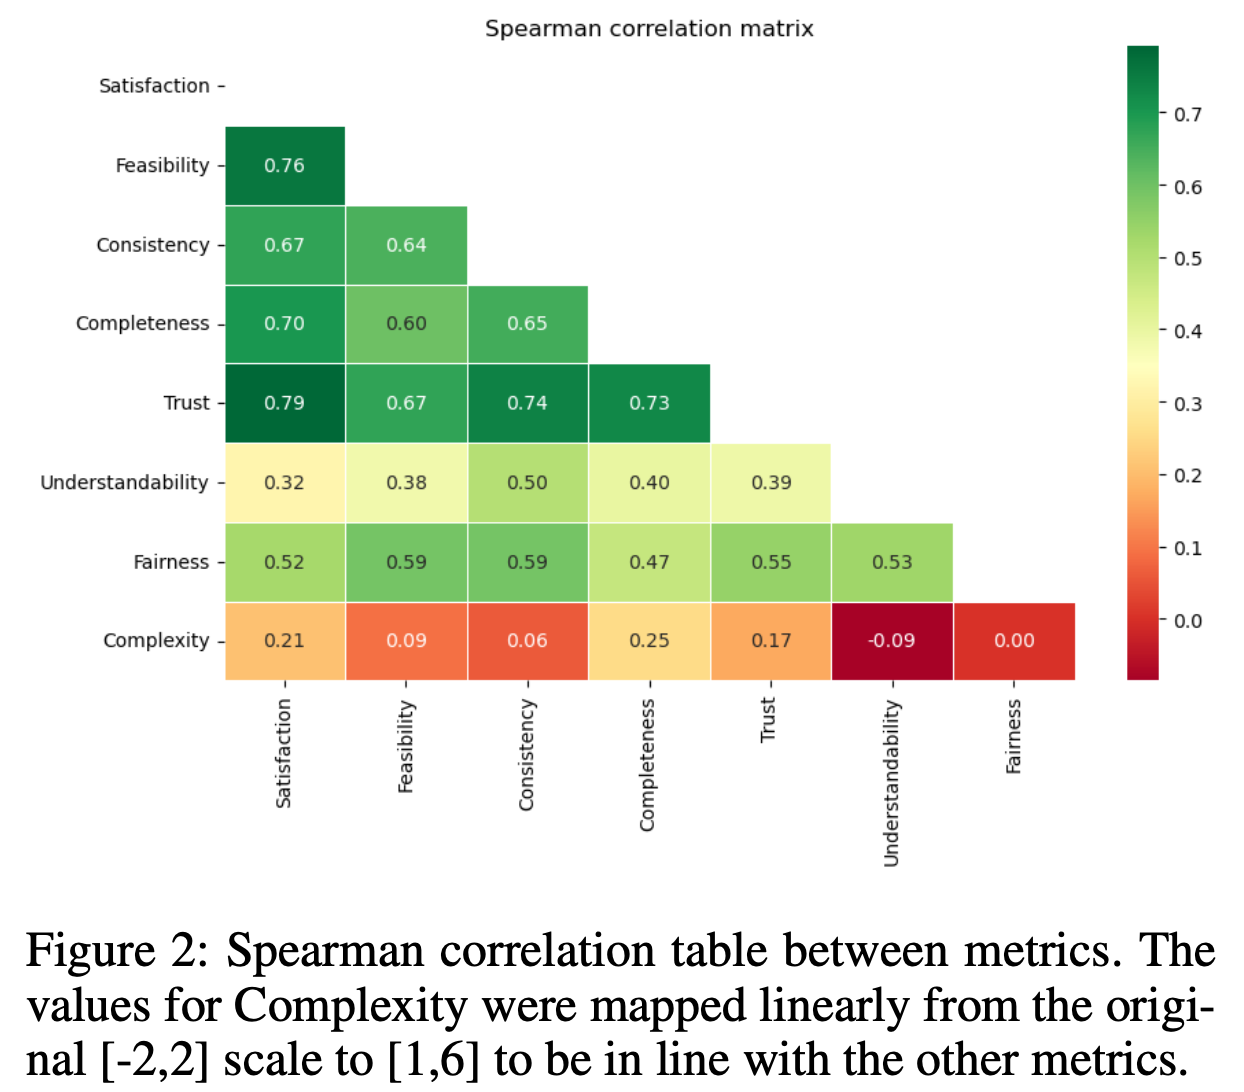 Spearman correlation matrix
Satisfaction
Feasibility 0.76
Consistency 0.67 0.64
Completeness 0.70 0.60 0.65
Trust 0.79 0.67 0.74 0.73
Understandability 0.32 0.38 0.50 0.40 0.39
Fairness 0.52 0.59 0.59 0.47 0.55 0.53
Complexity 0.21 0.09 0.06 0.25 0.17 -0.09 0.00
Satisfaction
Feasibility
Consistency
Completeness
Trust
Understandability
Fairness
0.7
0.6
0.5
0.4
0.3
0.2
0.1
0.0
Figure 2: Spearman correlation table between metrics. The
values for Complexity were mapped linearly from the origi-
nal [-2,2] scale to [1,6] to be in line with the other metrics.